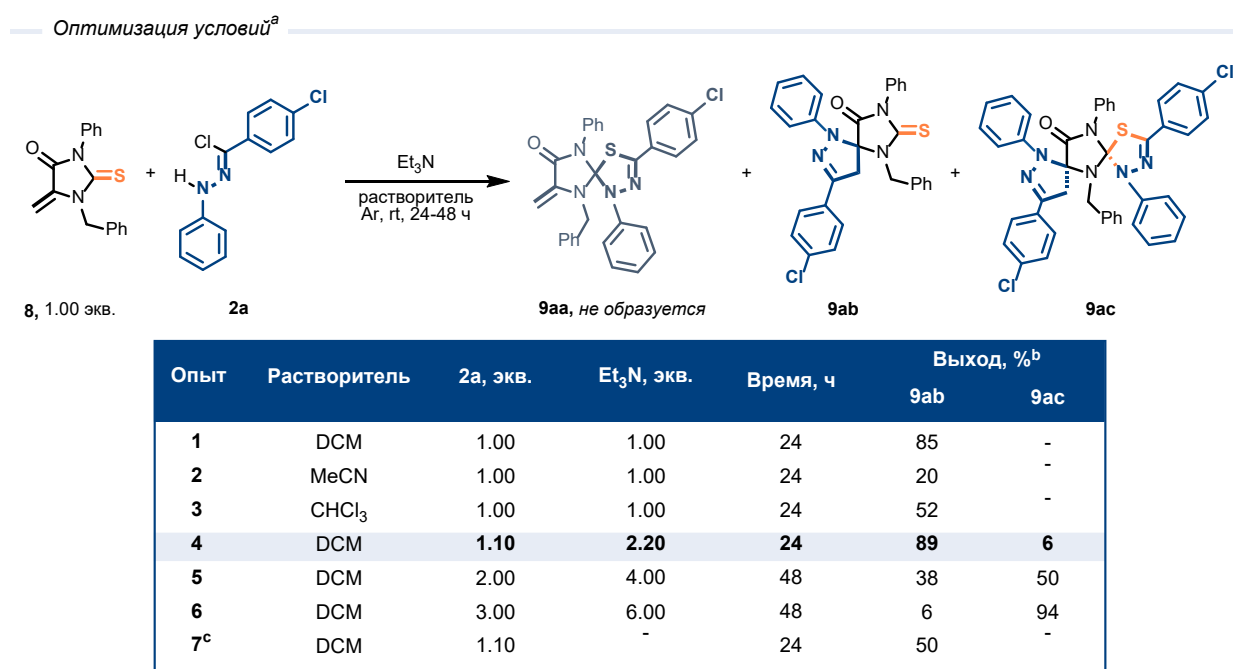 Оптимизация условийᵃ
Ph
N
O
S
N
Ph
8, 1.00 экв.
+
Cl
Cl
H
N
N
2a
Et₃N
растворитель
Ar, rt, 24-48 ч
Cl
Ph
O
N
S
N
N
N
Ph
9aa, не образуется
+
Ph
O
N
S
N
N
N
Ph
Cl
9ab
+
Cl
Ph
O
N
S
N
N
N
N
N
Ph
Cl
9ac
Опыт Растворитель 2a, экв. Et₃N, экв. Время, ч Выход, %ᵇ
9ab 9ac
1 DCM 1.00 1.00 24 85 -
2 MeCN 1.00 1.00 24 20 -
3 CHCl₃ 1.00 1.00 24 52 -
4 DCM 1.10 2.20 24 89 6
5 DCM 2.00 4.00 48 38 50
6 DCM 3.00 6.00 48 6 94
7ᶜ DCM 1.10 - 24 50 -